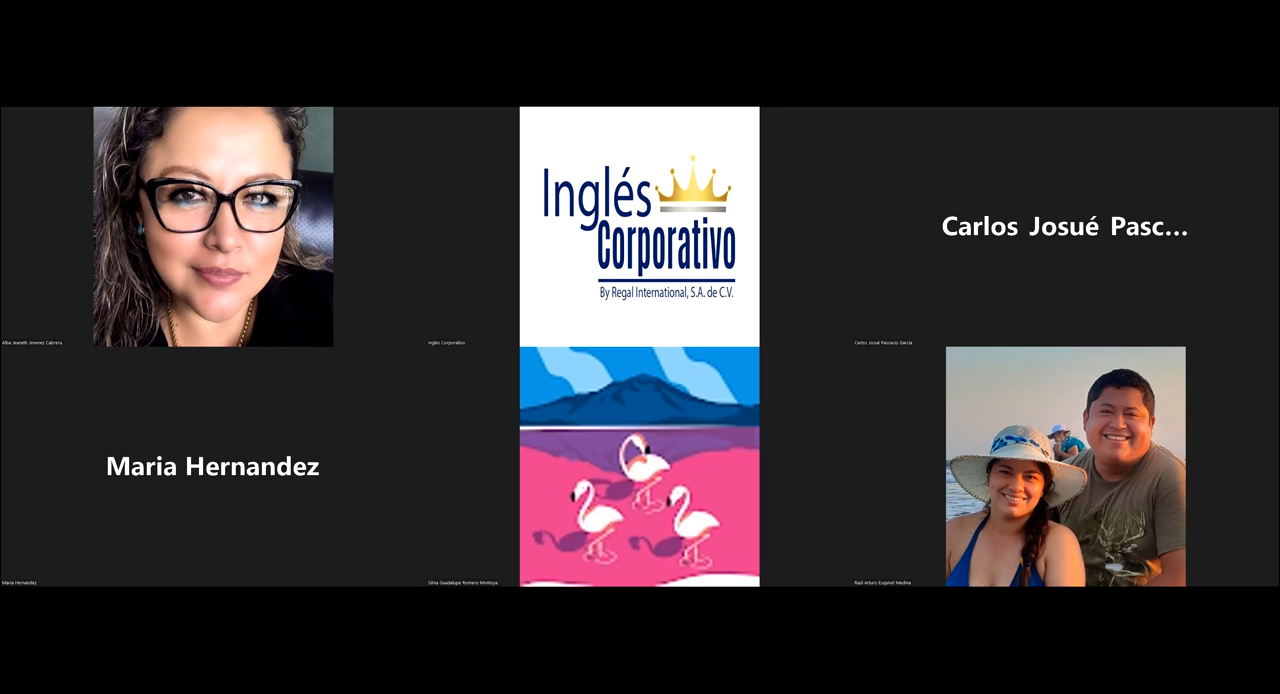 Inglés
Corporativo
By Regal International, S.A. de C.V.
Carlos Josué Pasc...
Alba Jeaneth Jimenez Cabrera
Ingles Corporativo
Carlos Josué Pascacio García
Maria Hernandez
Maria Hernandez
Silvia Guadalupe Romero Montoya
Raúl Arturo Esquivel Medina